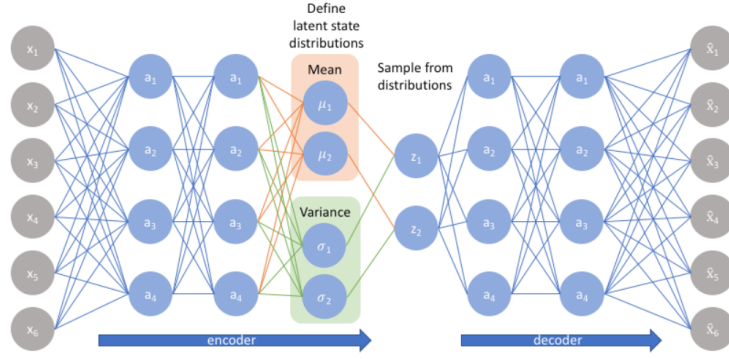 Define
latent state
distributions
Mean
Sample from
distributions
Variance
x₁
x₂
x₃
x₄
x₅
x₆
a₁
a₂
a₃
a₄
a₁
a₂
a₃
a₄
μ₁
μ₂
σ₁
σ₂
z₁
z₂
a₁
a₂
a₃
a₄
a₁
a₂
a₃
a₄
x̂₁
x̂₂
x̂₃
x̂₄
x̂₅
x̂₆
encoder
decoder